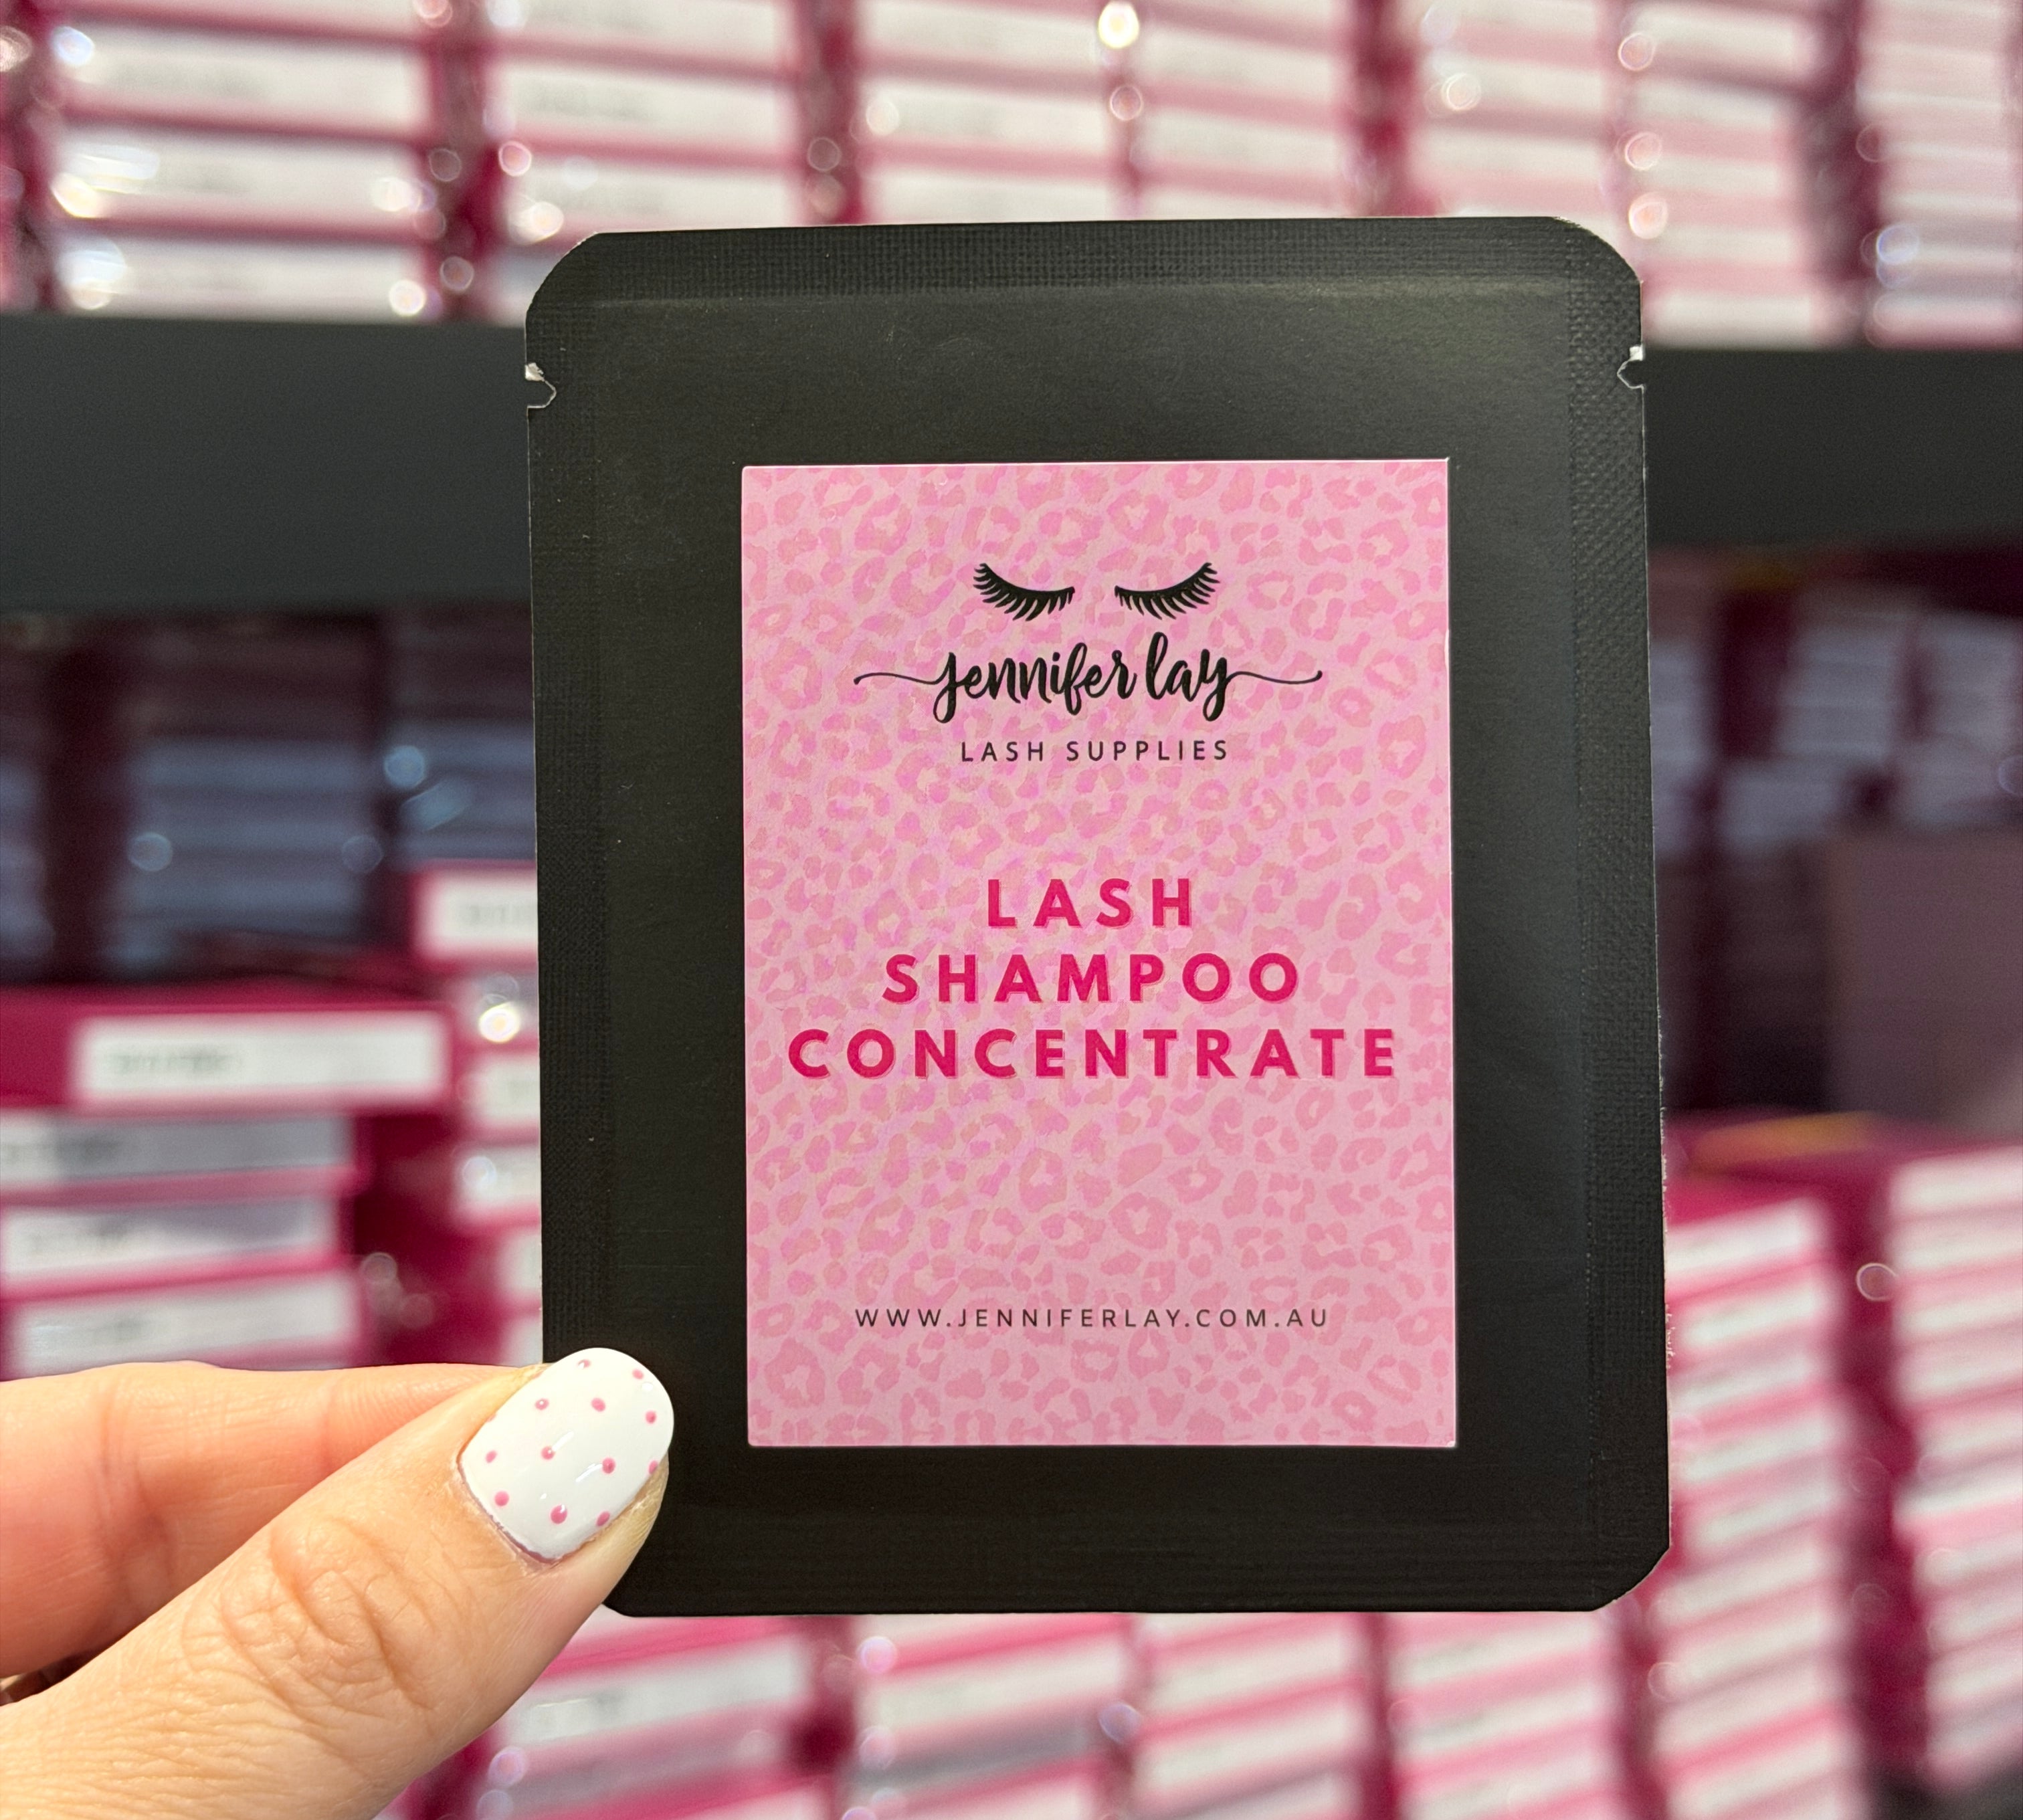 jennifer lay
LASH SUPPLIES
LASH
SHAMPOO
CONCENTRATE
WWW.JENNIFERLAY.COM.AU